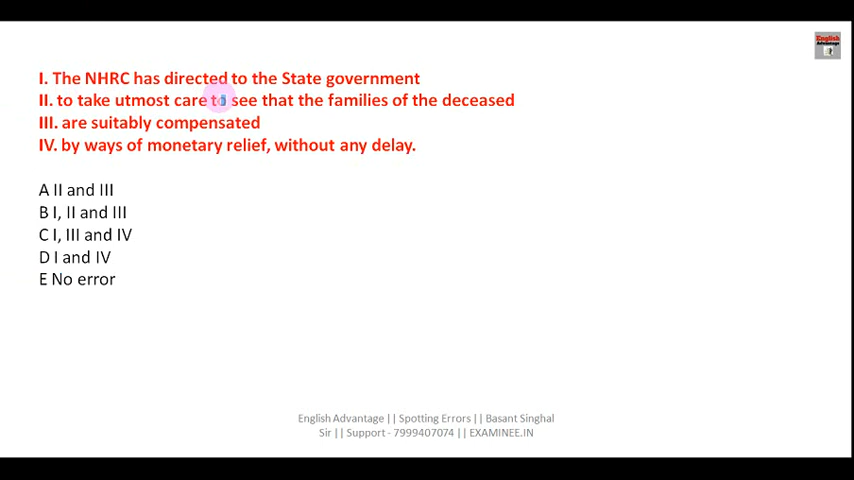 English
Advantage
I. The NHRC has directed to the State government
II. to take utmost care to see that the families of the deceased
III. are suitably compensated
IV. by ways of monetary relief, without any delay.
A II and III
B I, II and III
C I, III and IV
D I and IV
E No error
English Advantage || Spotting Errors || Basant Singhal
Sir || Support - 7999407074 || EXAMINEE.IN